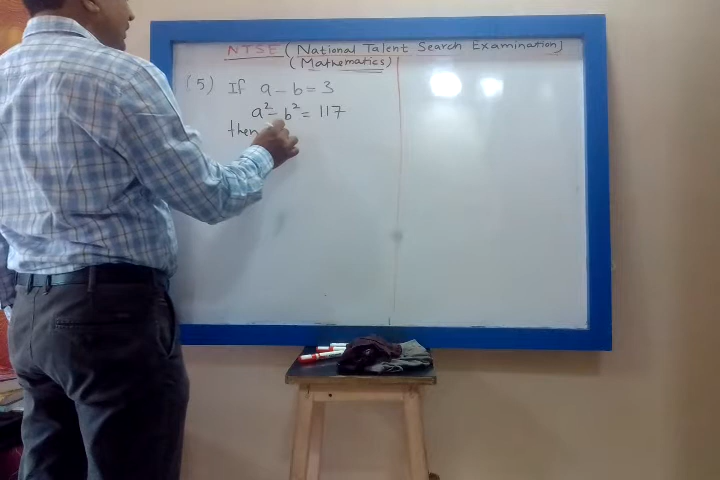 NTSE (National Talent Search Examination)
(Mathematics)
(5) If a - b = 3
a² - b² = 117
then